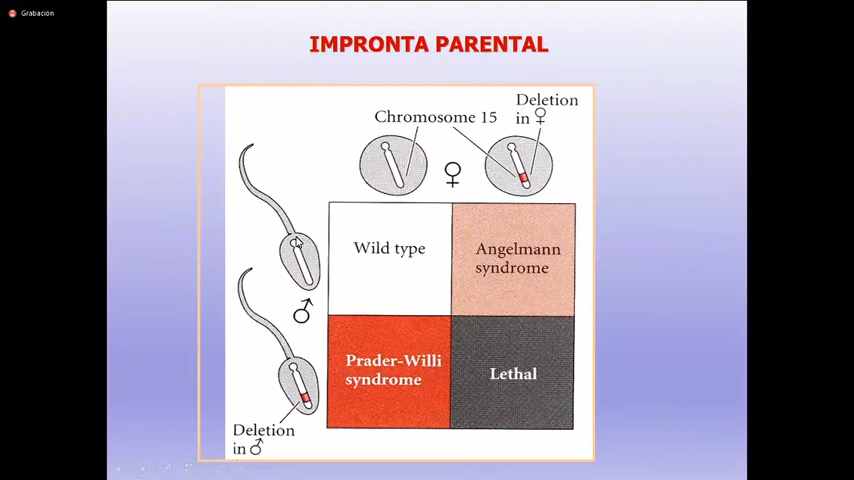 Grabación
IMPRONTA PARENTAL
Deletion
in ♀
Chromosome 15
♀
Wild type
Angelmann
syndrome
♂
Prader-Willi
syndrome
Lethal
Deletion
in ♂